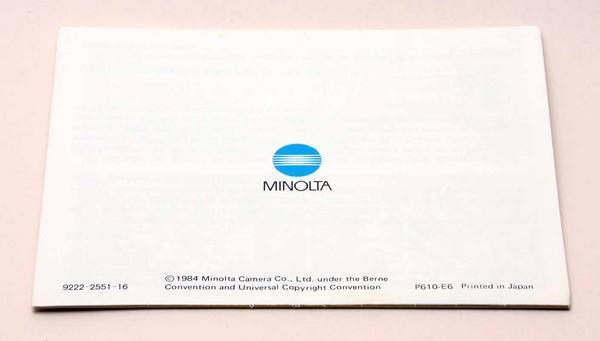 MINOLTA
©1984 Minolta Camera Co., Ltd. under the Berne
9222-2551-16 Convention and Universal Copyright Convention P610-E6 Printed in Japan